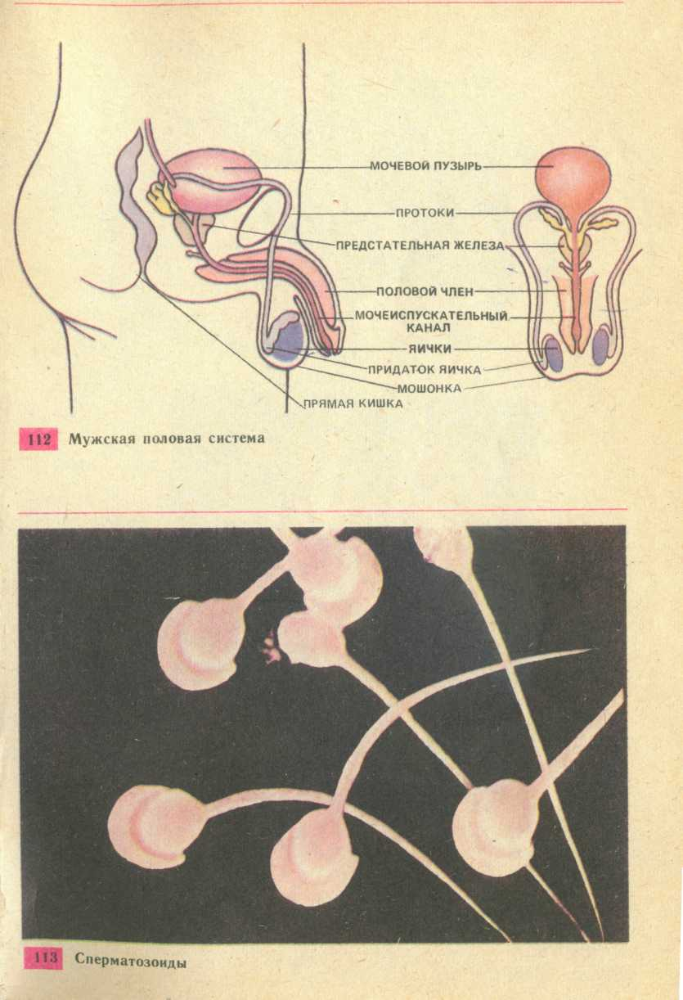 МОЧЕВОЙ ПУЗЫРЬ
ПРОТОКИ
ПРЕДСТАТЕЛЬНАЯ ЖЕЛЕЗА
ПОЛОВОЙ ЧЛЕН
МОЧЕИСПУСКАТЕЛЬНЫЙ
КАНАЛ
ЯИЧКИ
ПРИДАТОК ЯИЧКА
МОШОНКА
ПРЯМАЯ КИШКА
112 Мужская половая система
113 Сперматозоиды